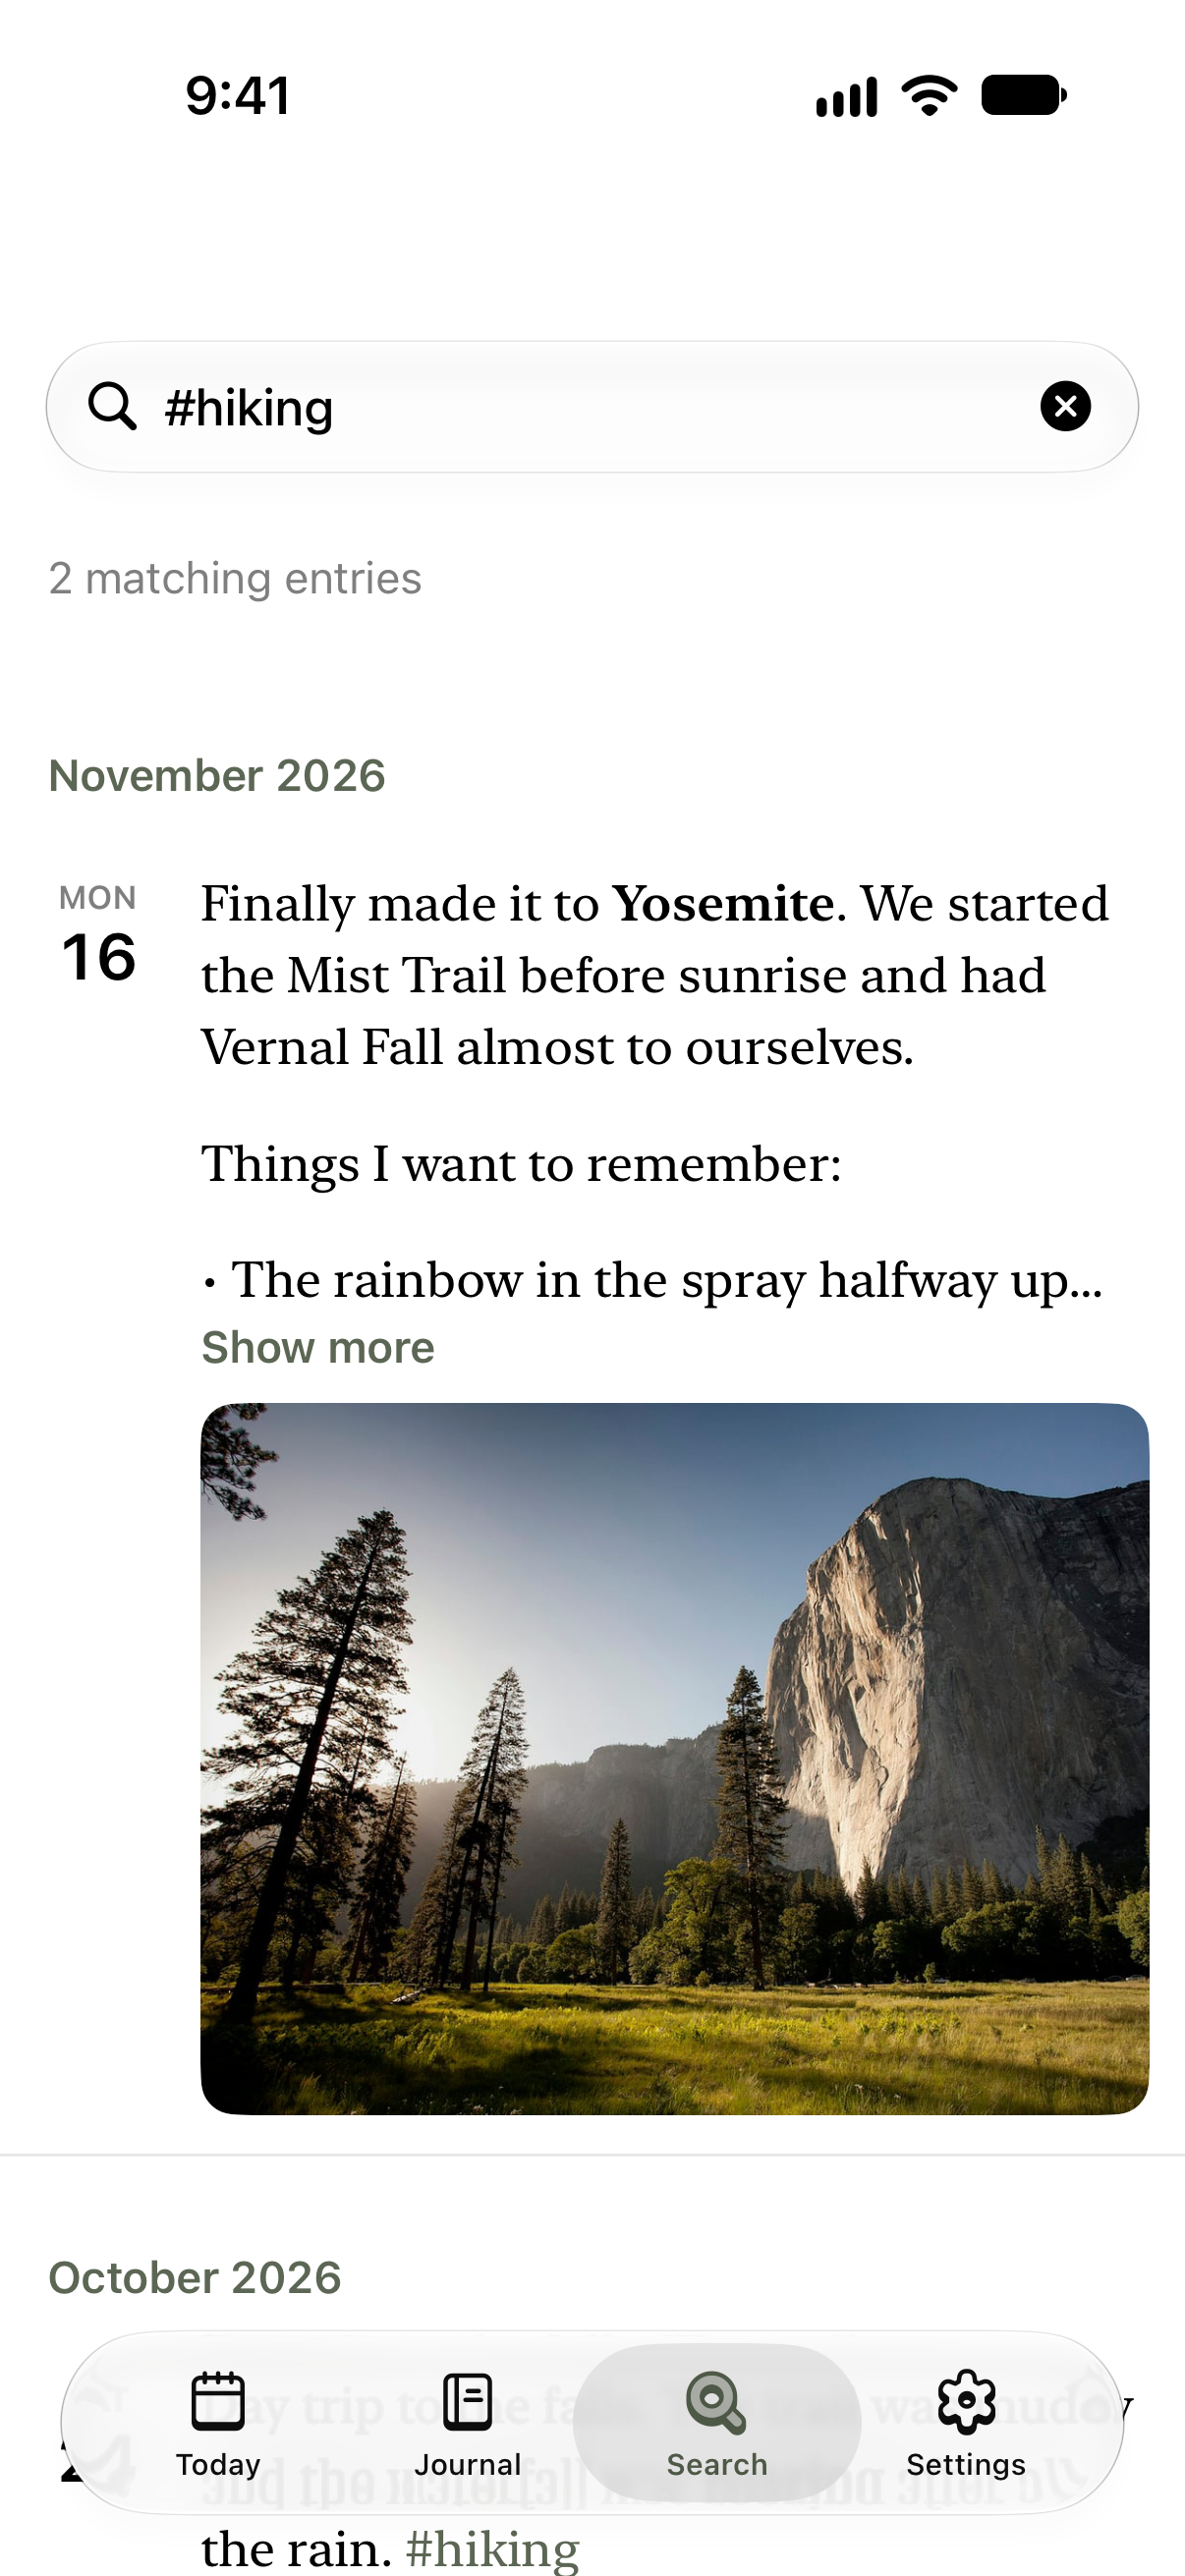 9:41
#hiking
2 matching entries
November 2026
MON
16
Finally made it to Yosemite. We started
the Mist Trail before sunrise and had
Vernal Fall almost to ourselves.
Things I want to remember:
• The rainbow in the spray halfway up...
Show more
October 2026
Today
Journal
Search
Settings
the rain. #hiking